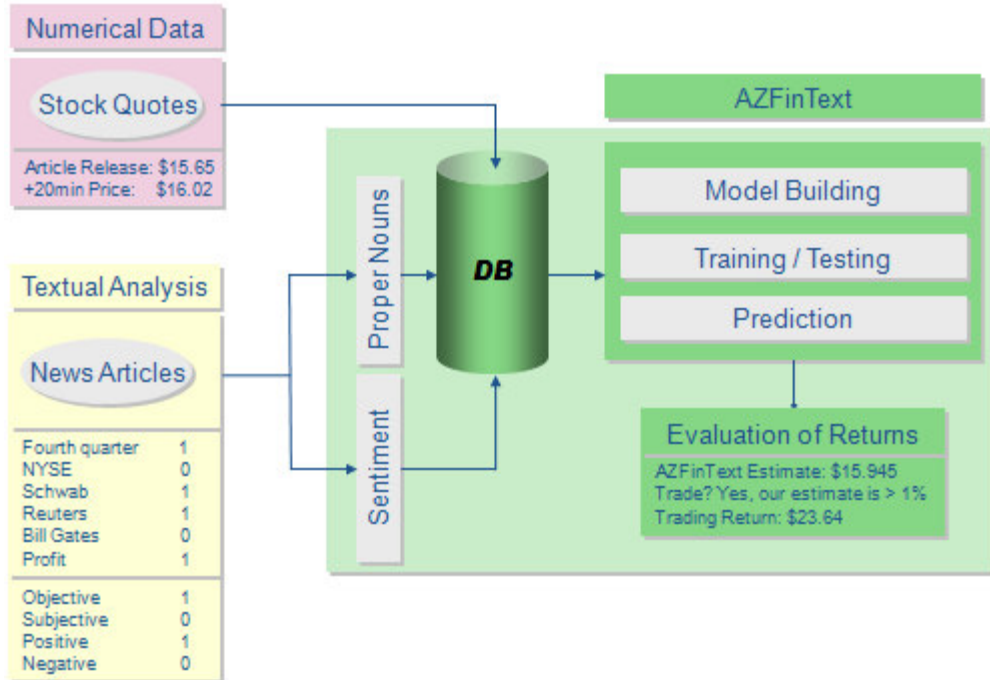 Numerical Data
Stock Quotes
Article Release: $15.65
+20min Price: $16.02
Textual Analysis
News Articles
Fourth quarter 1
NYSE 0
Schwab 1
Reuters 1
Bill Gates 0
Profit 1
Objective 1
Subjective 0
Positive 1
Negative 0
Proper Nouns
Sentiment
DB
AZFinText
Model Building
Training / Testing
Prediction
Evaluation of Returns
AZFinText Estimate: $15.945
Trade? Yes, our estimate is > 1%
Trading Return: $23.64